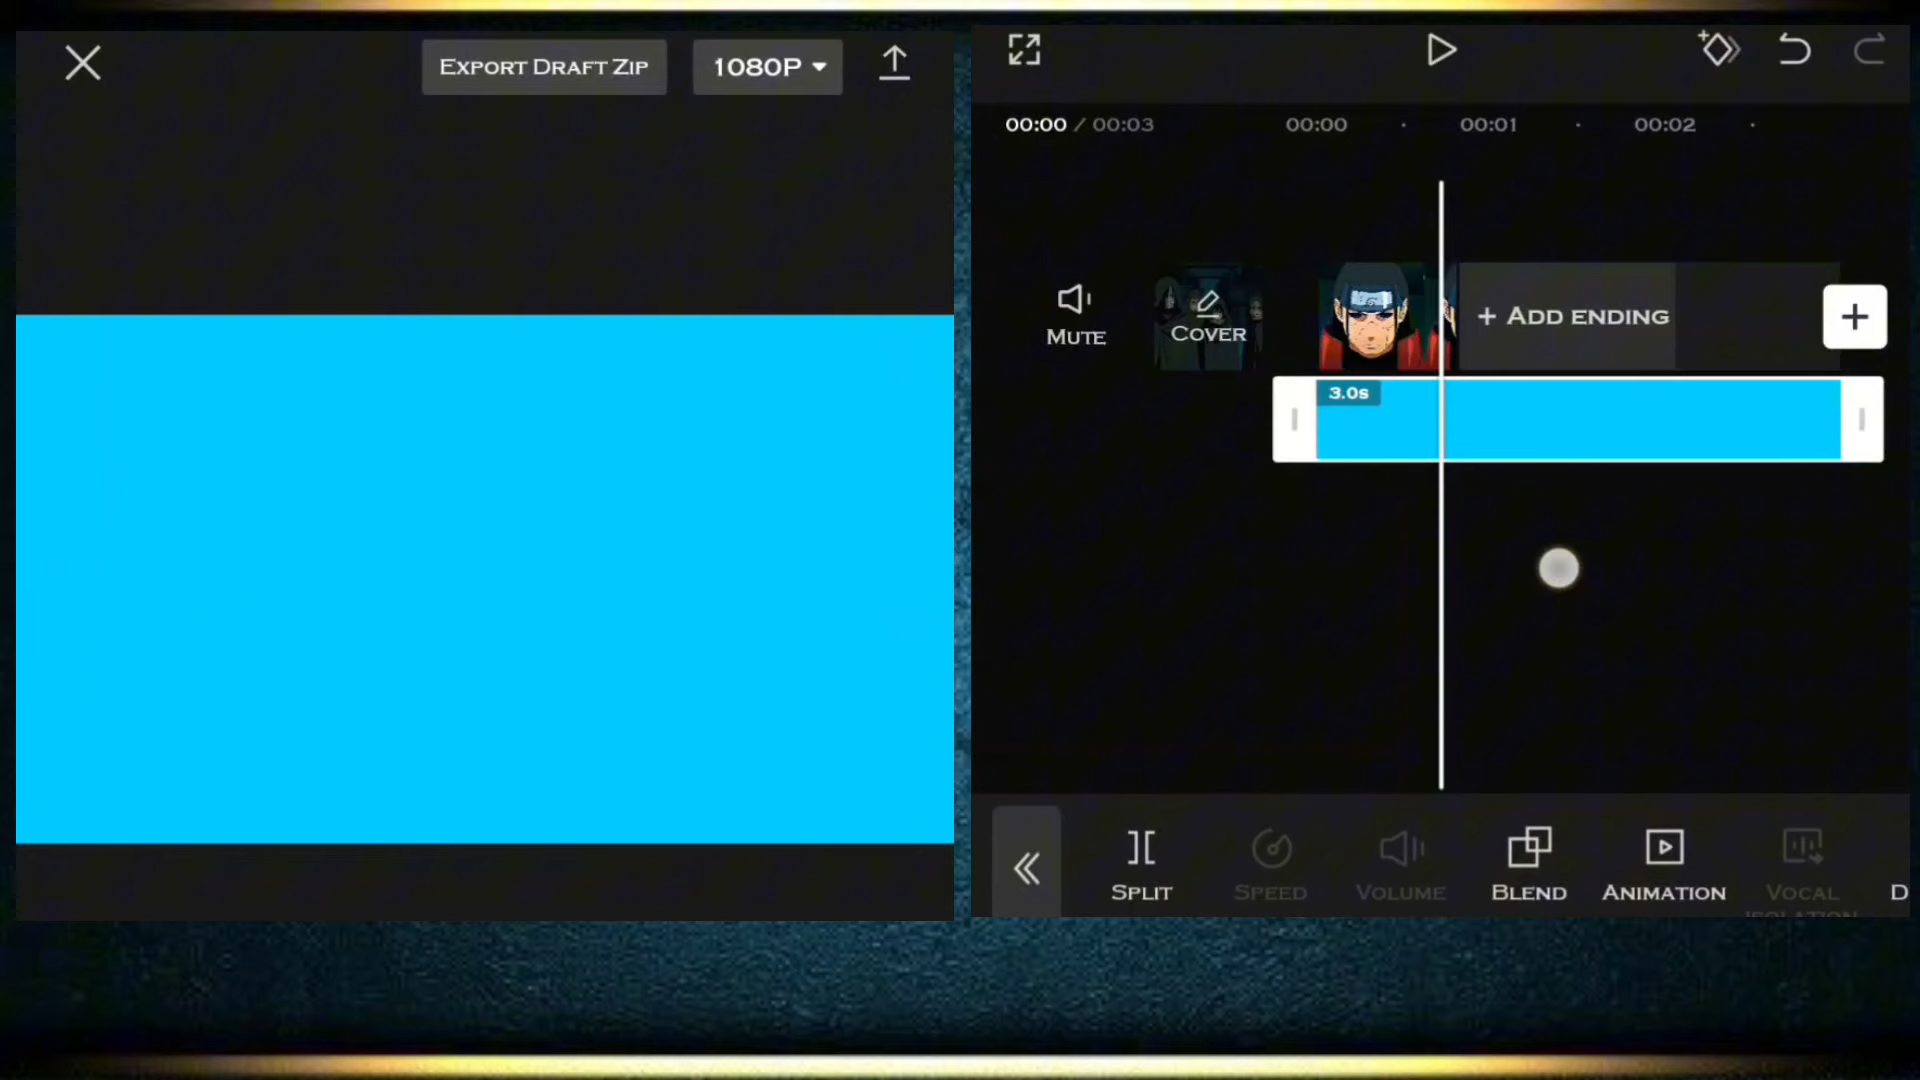 EXPORT DRAFT ZIP
1080P
00:00 / 00:03
00:00
00:01
00:02
MUTE
COVER
+ ADD ENDING
3.0s
SPLIT
SPEED
VOLUME
BLEND
ANIMATION
VOCAL
ISOLATION
D